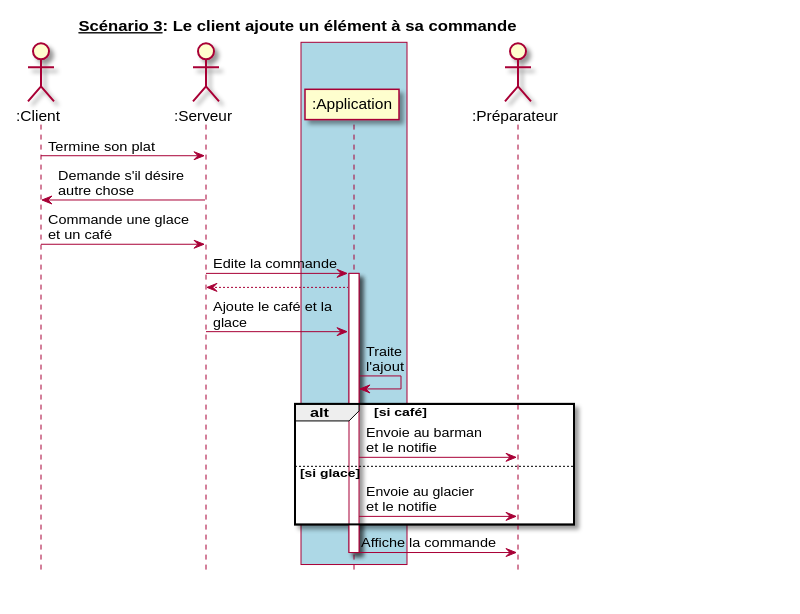 Scénario 3: Le client ajoute un élément à sa commande
:Client
:Serveur
:Application
:Préparateur
Termine son plat
Demande s'il désire
autre chose
Commande une glace
et un café
Edite la commande
Ajoute le café et la
glace
Traite
l'ajout
alt
[si café]
Envoie au barman
et le notifie
[si glace]
Envoie au glacier
et le notifie
Affiche la commande